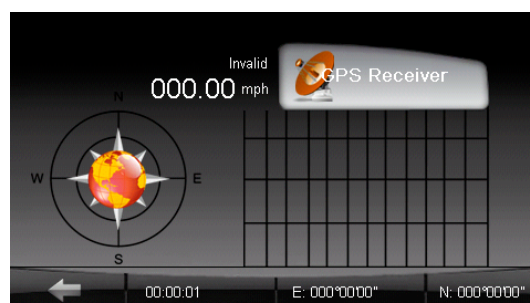 Invalid
GPS Receiver
000.00 mph
N
W
E
S
00:00:01
E: 000°00'00"
N: 000°00'00"